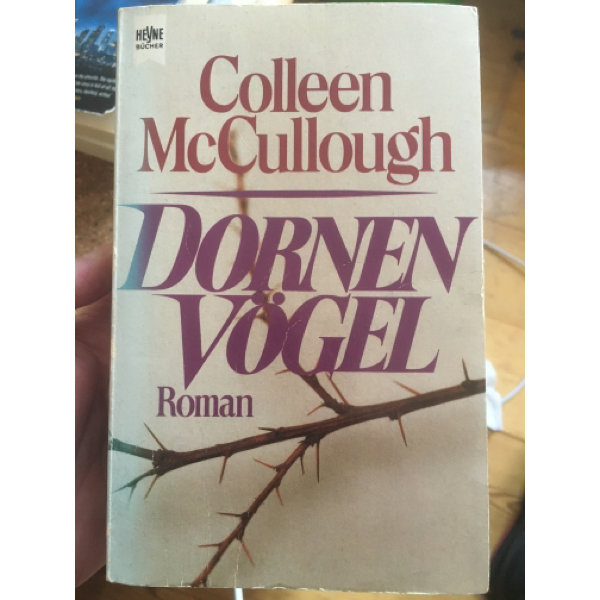 HEYNE
BÜCHER
Colleen
McCullough
DORNEN
VÖGEL
Roman